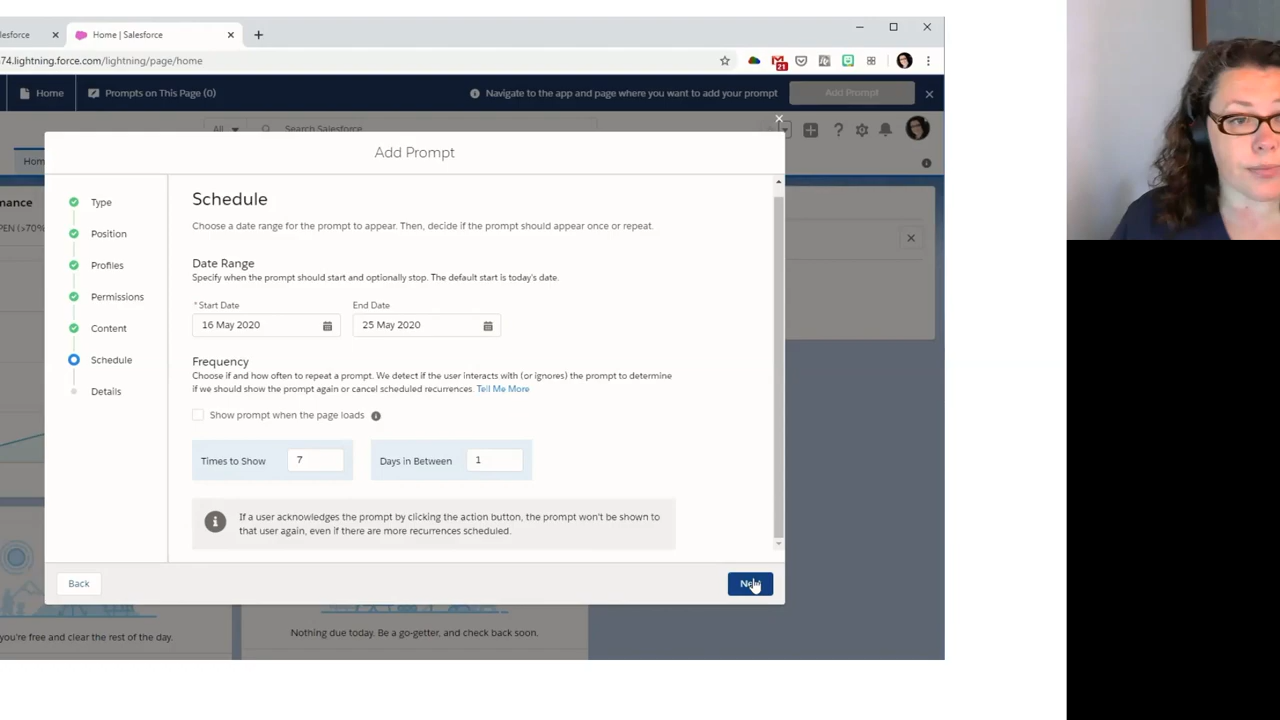 lesforce
Home | Salesforce
74.lightning.force.com/lightning/page/home
21
Home
Prompts on This Page (0)
Navigate to the app and page where you want to add your prompt
Add Prompt
All
Search Salesforce
Hom
mance
PEN (>70%
Add Prompt
Type
Position
Profiles
Permissions
Content
Schedule
Details
Schedule
Choose a date range for the prompt to appear. Then, decide if the prompt should appear once or repeat.
Date Range
Specify when the prompt should start and optionally stop. The default start is today's date.
*Start Date
End Date
16 May 2020
25 May 2020
Frequency
Choose if and how often to repeat a prompt. We detect if the user interacts with (or ignores) the prompt to determine
if we should show the prompt again or cancel scheduled recurrences. Tell Me More
Show prompt when the page loads
Times to Show 7
Days in Between 1
If a user acknowledges the prompt by clicking the action button, the prompt won't be shown to
that user again, even if there are more recurrences scheduled.
Back
you're free and clear the rest of the day.
Nothing due today. Be a go-getter, and check back soon.